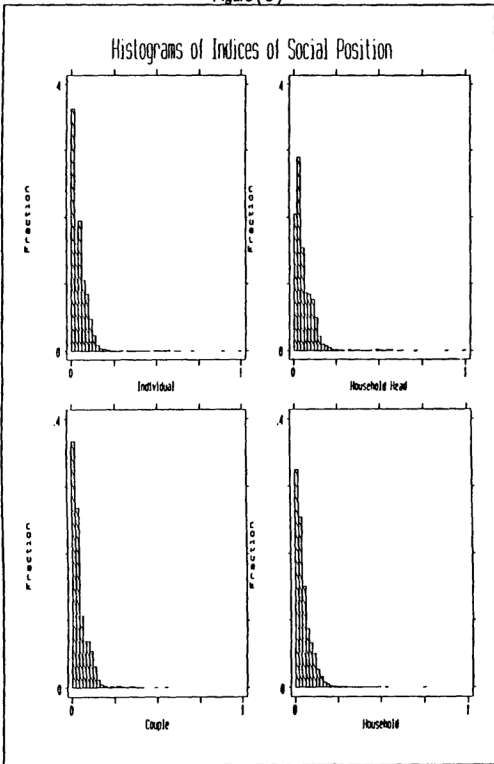 Histograms of Indices of Social Position
.4
Fraction
0
0 1
Individual
.4
Fraction
0
0 1
Household Head
.4
Fraction
0
0 1
Couple
.4
Fraction
0
0 1
Household